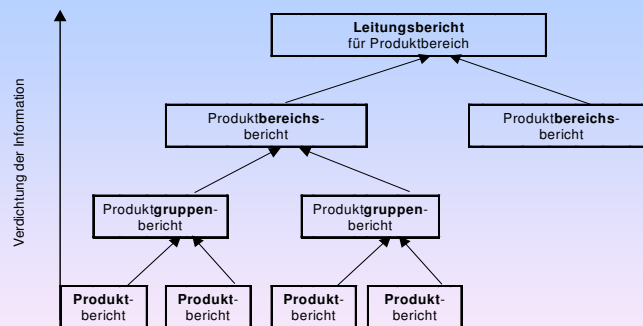 Leitungsbericht
für Produktbereich
Verdichtung der Information
Produktbereichs-
bericht
Produktbereichs-
bericht
Produktgruppen-
bericht
Produktgruppen-
bericht
Produkt-
bericht
Produkt-
bericht
Produkt-
bericht
Produkt-
bericht